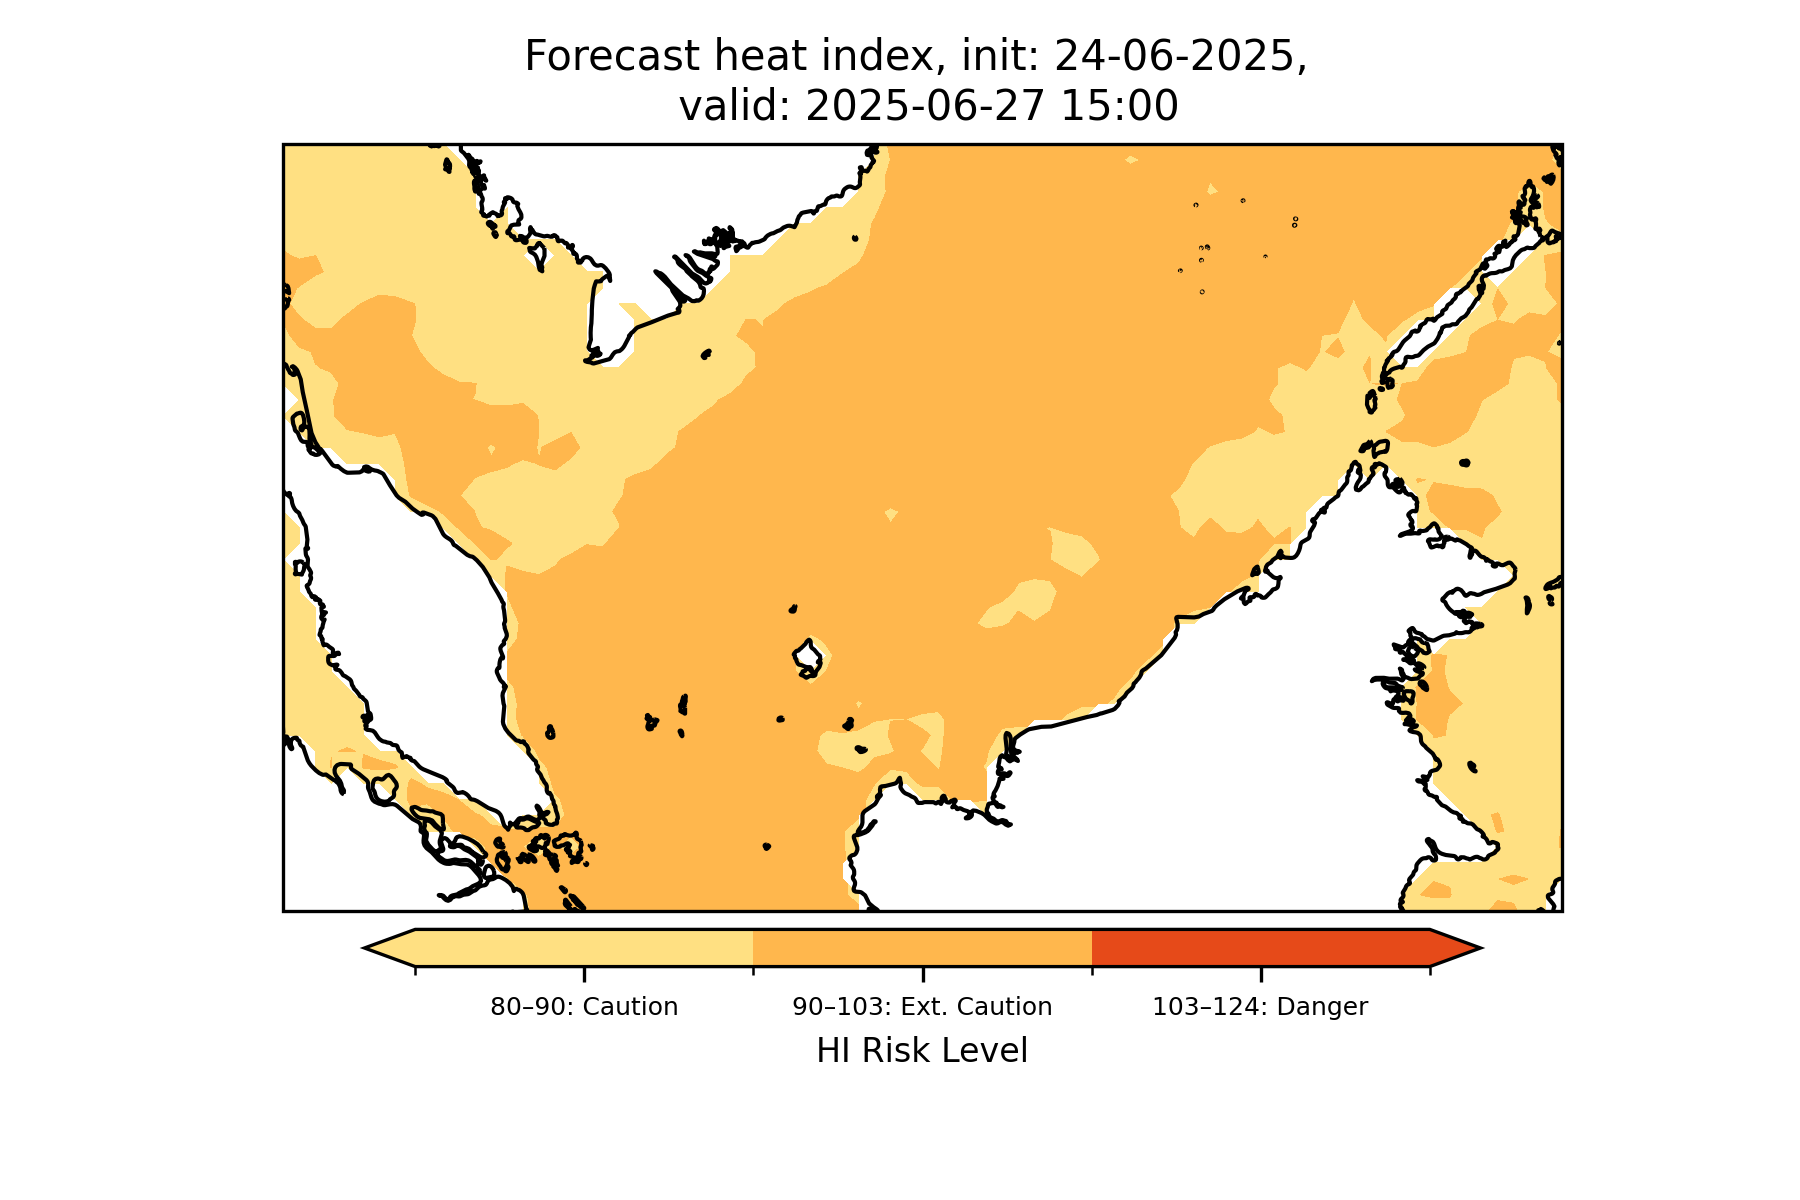 Forecast heat index, init: 24-06-2025,
valid: 2025-06-27 15:00
80–90: Caution
90–103: Ext. Caution
103–124: Danger
HI Risk Level